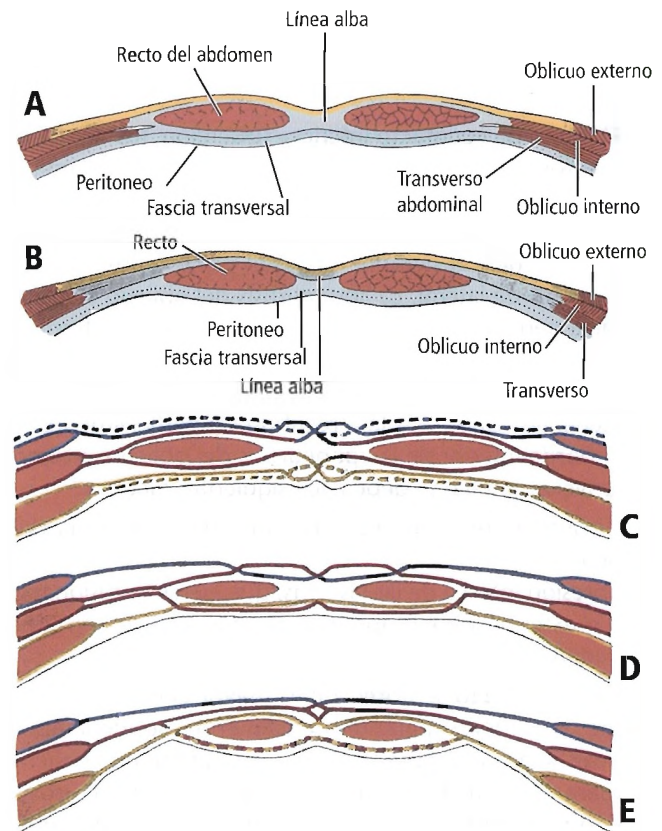 Línea alba
Recto del abdomen
Oblicuo externo
A
Peritoneo
Fascia transversal
Transverso
abdominal
Oblicuo interno
B
Recto
Oblicuo externo
Peritoneo
Fascia transversal
Línea alba
Oblicuo interno
Transverso
C
D
E